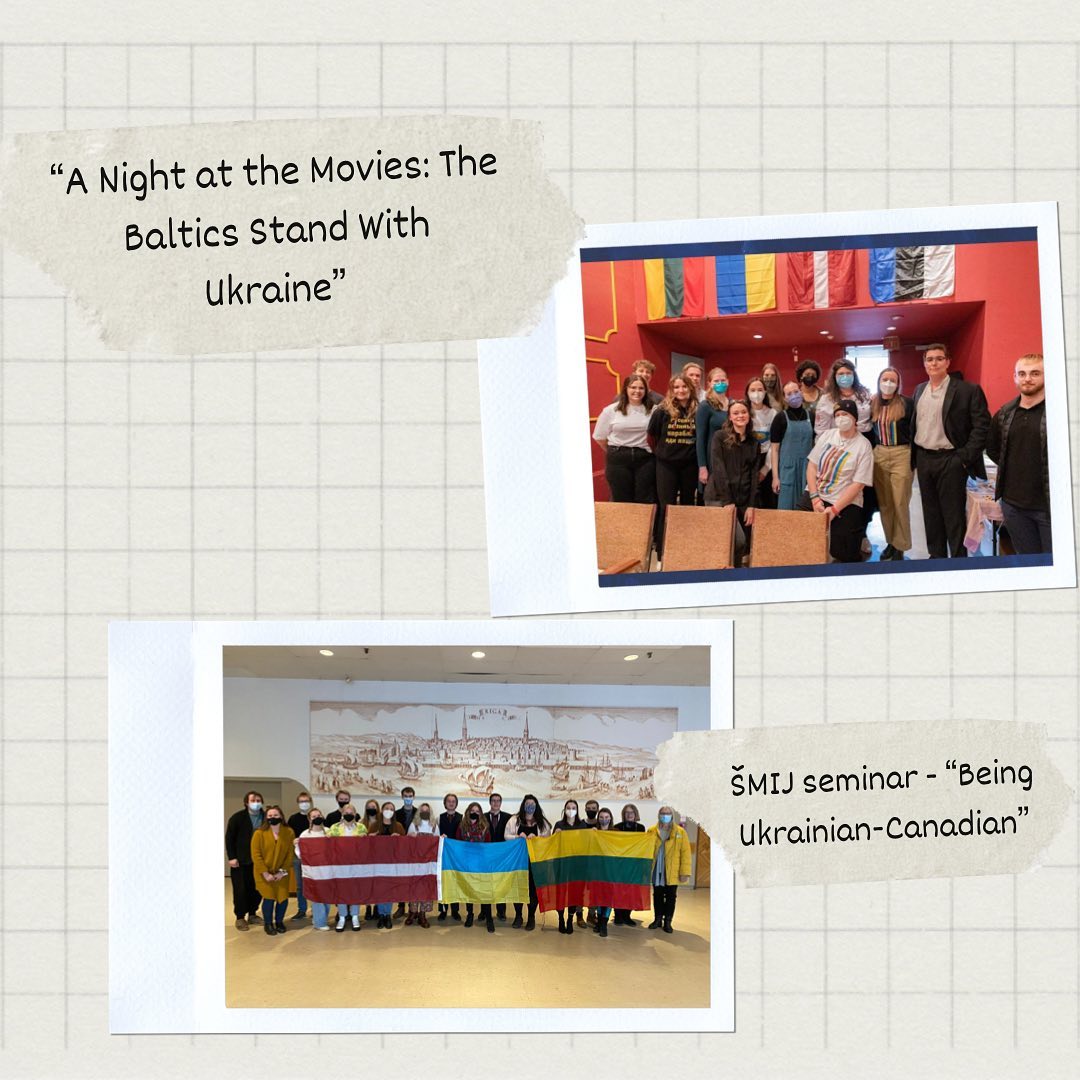 “A Night at the Movies: The
Baltics Stand With
Ukraine”
RIGA
ŠMIJ seminar - “Being
Ukrainian-Canadian”